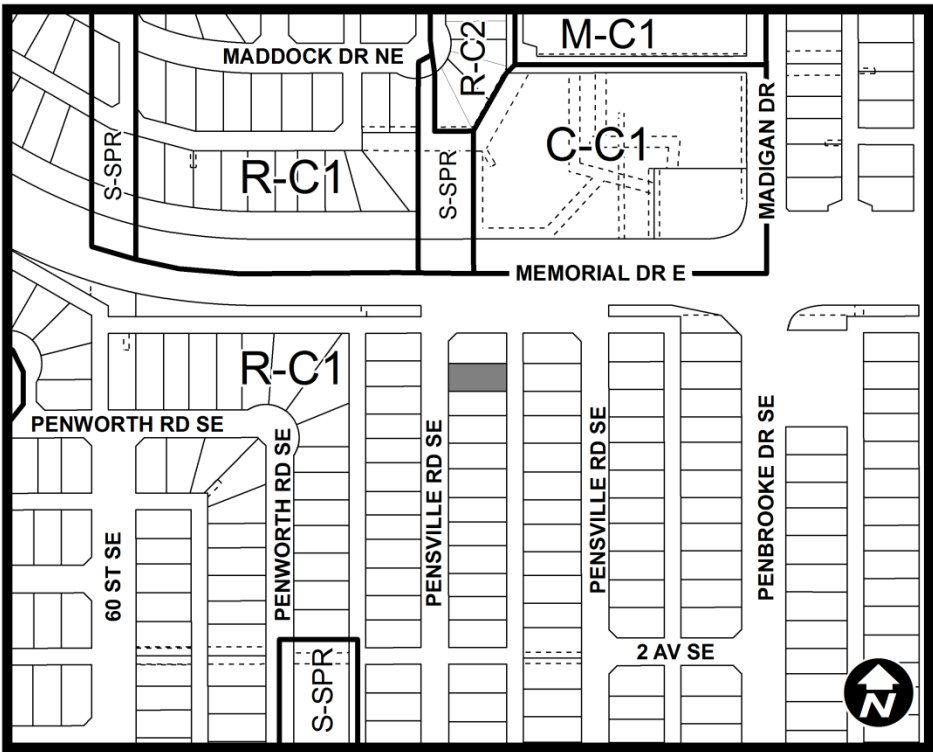 R-C2
M-C1
MADDOCK DR NE
S-SPR
R-C1
S-SPR
C-C1
MADIGAN DR
MEMORIAL DR E
R-C1
PENWORTH RD SE
PENWORTH RD SE
PENSVILLE RD SE
PENSVILLE RD SE
PENBROOKE DR SE
60 ST SE
S-SPR
2 AV SE
N